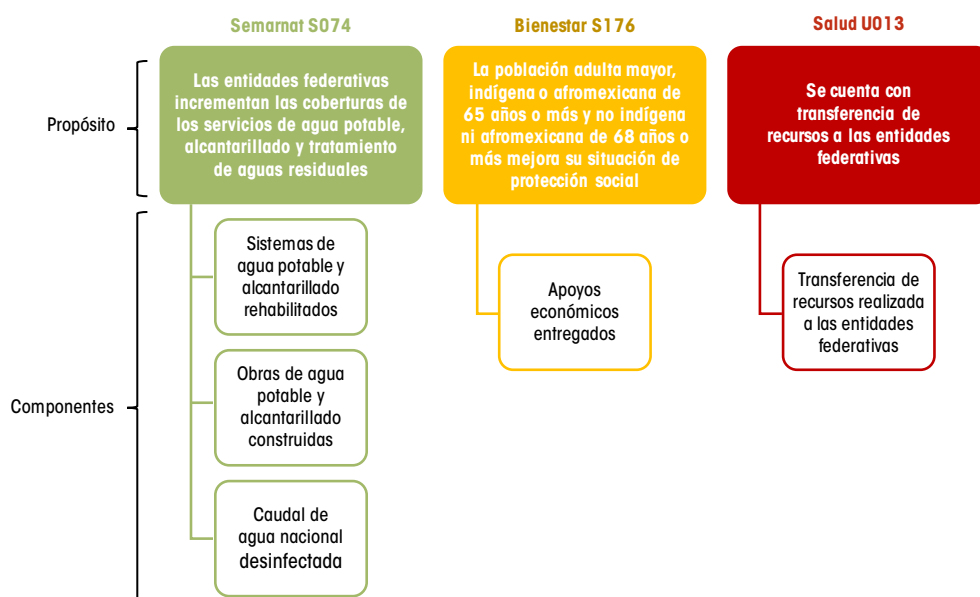 Semarnat S074
Bienestar S176
Salud U013
Propósito
Las entidades federativas
incrementan las coberturas de
los servicios de agua potable,
alcantarillado y tratamiento
de aguas residuales
La población adulta mayor,
indígena o afromexicana de
65 años o más y no indígena
ni afromexicana de 68 años o
más mejora su situación de
protección social
Se cuenta con
transferencia de
recursos a las entidades
federativas
Componentes
Sistemas de
agua potable y
alcantarillado
rehabilitados
Obras de agua
potable y
alcantarillado
construidas
Caudal de
agua nacional
desinfectada
Apoyos
económicos
entregados
Transferencia de
recursos realizada
a las entidades
federativas